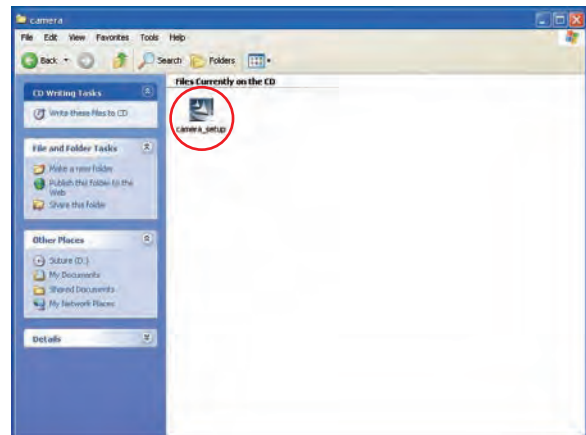 camera
File Edit View Favorites Tools Help
Back Search Folders
Files Currently on the CD
CD Writing Tasks
Write these files to CD
camera_setup
File and Folder Tasks
Make a new folder
Publish this folder to the
Web
Share this folder
Other Places
Suture (D:)
My Documents
Shared Documents
My Network Places
Details